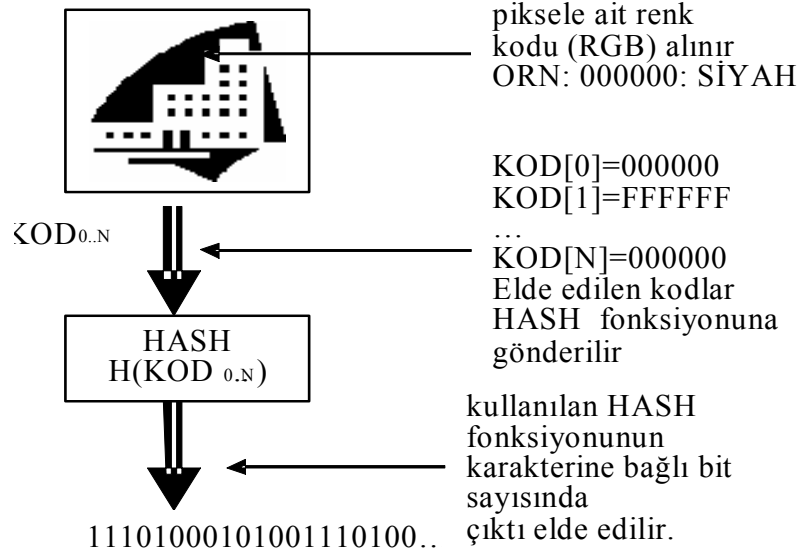 piksele ait renk
kodu (RGB) alınır
ORN: 000000: SİYAH
KOD[0]=000000
KOD[1]=FFFFFF
...
KOD[N]=000000
Elde edilen kodlar
HASH fonksiyonuna
gönderilir
KOD0..N
HASH
H(KOD 0..N)
kullanılan HASH
fonksiyonunun
karakterine bağlı bit
sayısında
çıktı elde edilir.
11101000101001110100..